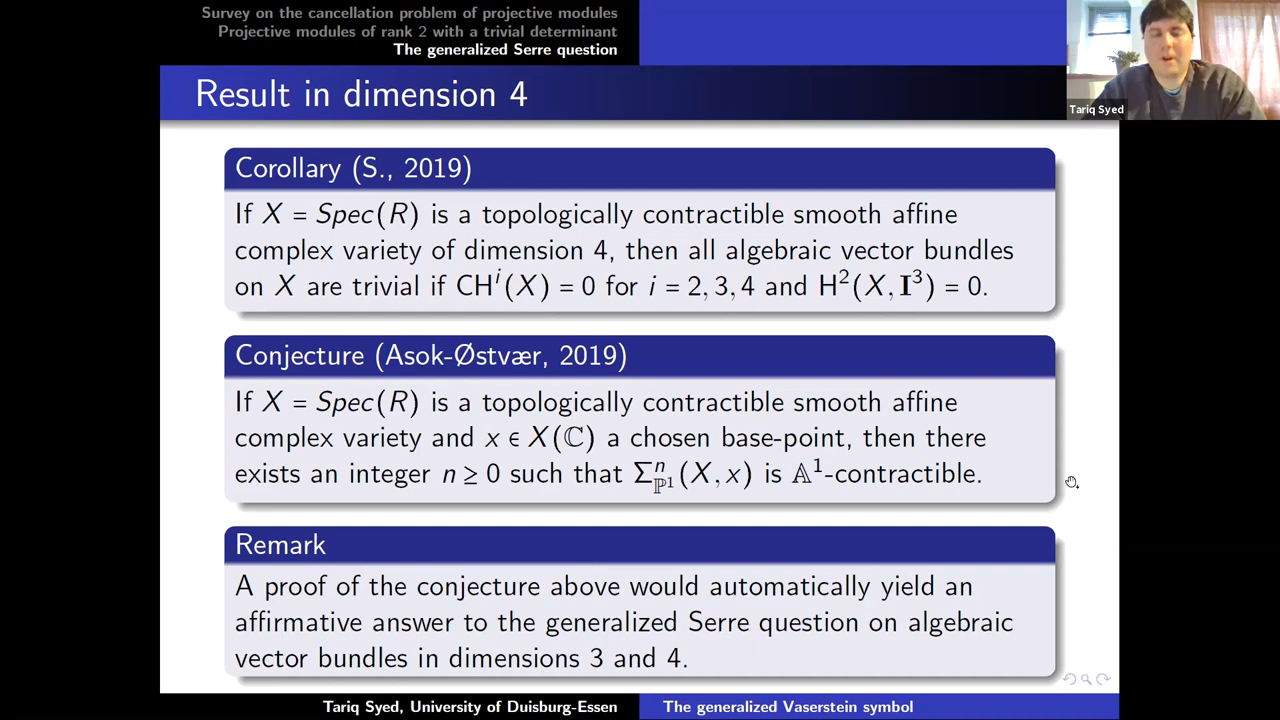 Survey on the cancellation problem of projective modules
Projective modules of rank 2 with a trivial determinant
The generalized Serre question
Result in dimension 4
Tariq Syed
Corollary (S., 2019)
If X = Spec(R) is a topologically contractible smooth affine
complex variety of dimension 4, then all algebraic vector bundles
on X are trivial if CHⁱ(X) = 0 for i = 2, 3, 4 and H²(X, I³) = 0.
Conjecture (Asok-Østvær, 2019)
If X = Spec(R) is a topologically contractible smooth affine
complex variety and x ∈ X(ℂ) a chosen base-point, then there
exists an integer n ≥ 0 such that Σⁿ_ℙ¹(X, x) is 𝔸¹-contractible.
Remark
A proof of the conjecture above would automatically yield an
affirmative answer to the generalized Serre question on algebraic
vector bundles in dimensions 3 and 4.
Tariq Syed, University of Duisburg-Essen
The generalized Vaserstein symbol